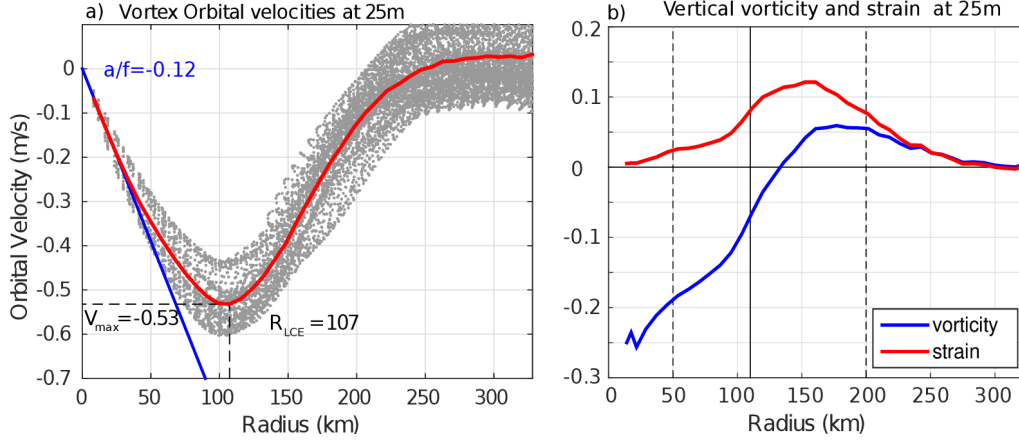 a) Vortex Orbital velocities at 25m
a/f=-0.12
0
-0.1
-0.2
-0.3
-0.4
-0.5
-0.6
-0.7
Orbital Velocity (m/s)
Vmax=-0.53
RLCE=107
0 50 100 150 200 250 300
Radius (km)
b) Vertical vorticity and strain at 25m
0.2
0.1
0
-0.1
-0.2
-0.3
vorticity
strain
0 50 100 150 200 250 300
Radius (km)